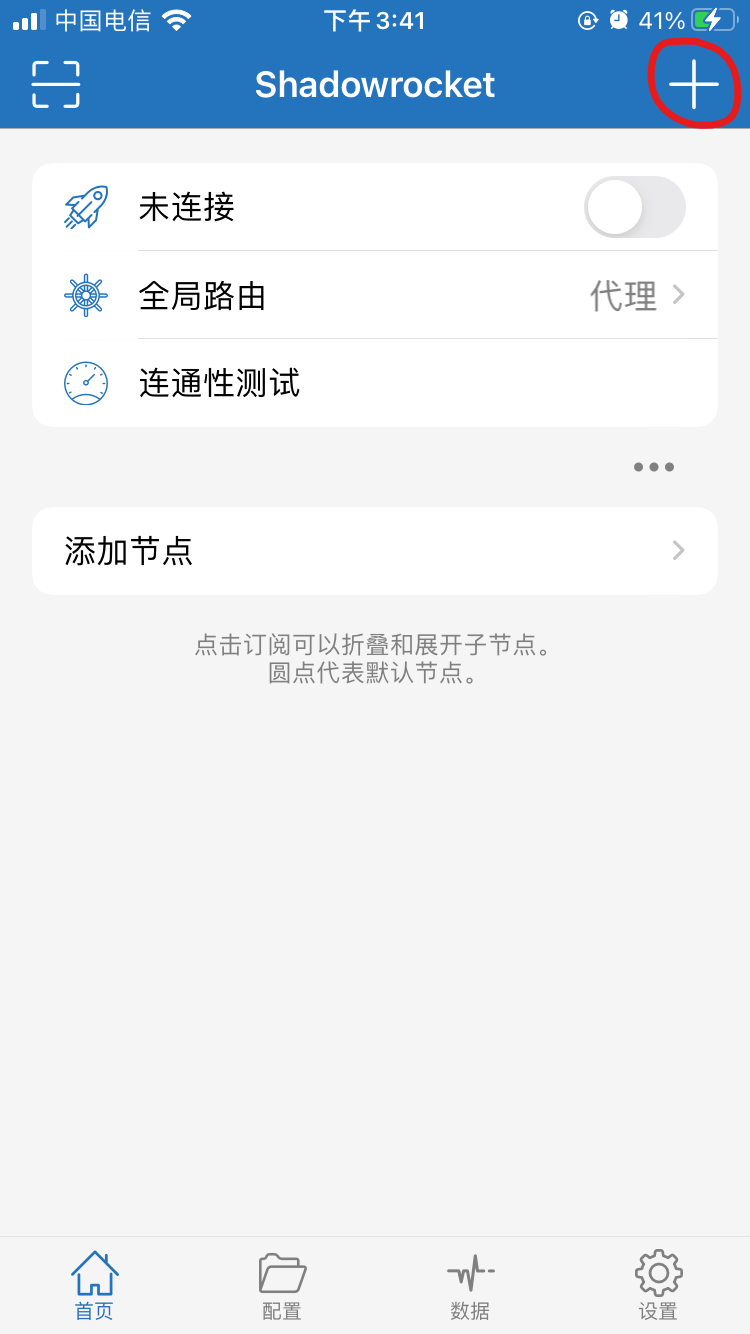 中国电信 下午 3:41 41%
Shadowrocket
未连接
全局路由 代理
连通性测试
添加节点
点击订阅可以折叠和展开子节点。
圆点代表默认节点。
首页 配置 数据 设置